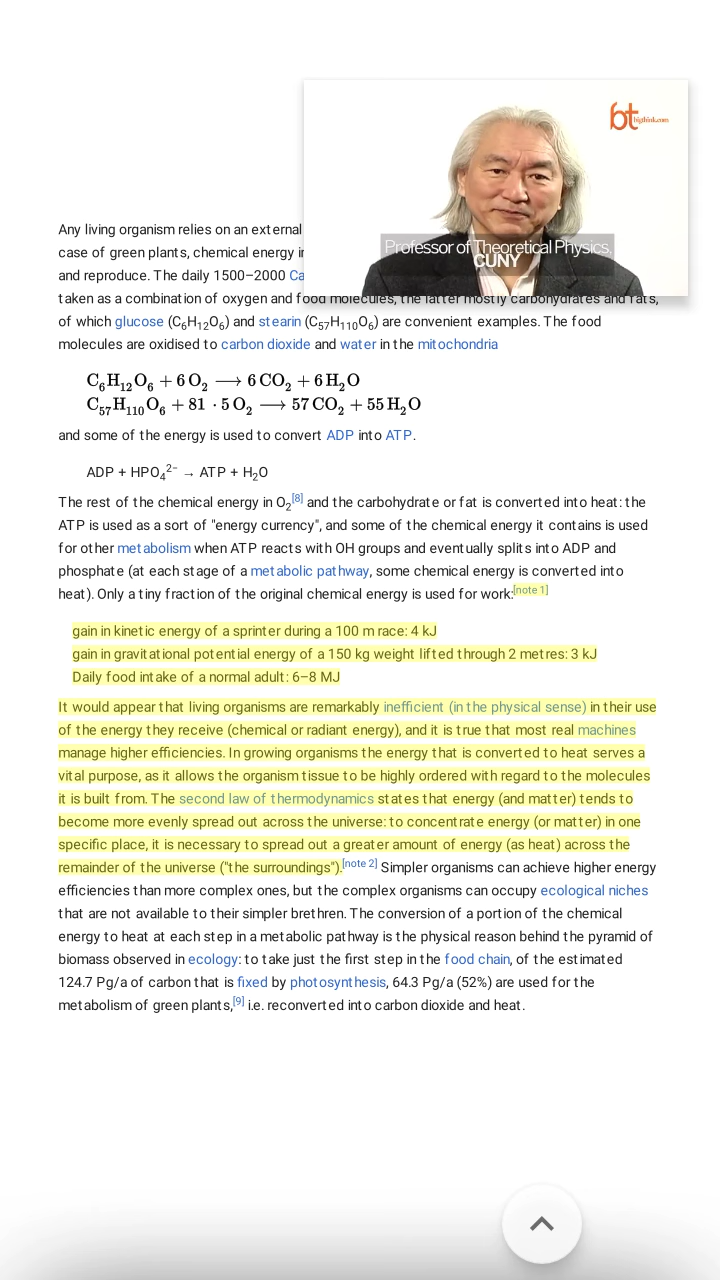 bt
bigthink.com
Professor of Theoretical Physics,
CUNY
Any living organism relies on an external
case of green plants, chemical energy in
and reproduce. The daily 1500–2000 Ca
taken as a combination of oxygen and food molecules, the latter mostly carbohydrates and fats,
of which glucose (C6H12O6) and stearin (C57H110O6) are convenient examples. The food
molecules are oxidised to carbon dioxide and water in the mitochondria
C6H12O6 + 6 O2 ⟶ 6 CO2 + 6 H2O
C57H110O6 + 81 · 5 O2 ⟶ 57 CO2 + 55 H2O
and some of the energy is used to convert ADP into ATP.
ADP + HPO4²⁻ → ATP + H2O
The rest of the chemical energy in O2[8] and the carbohydrate or fat is converted into heat: the
ATP is used as a sort of "energy currency", and some of the chemical energy it contains is used
for other metabolism when ATP reacts with OH groups and eventually splits into ADP and
phosphate (at each stage of a metabolic pathway, some chemical energy is converted into
heat). Only a tiny fraction of the original chemical energy is used for work:[note 1]
gain in kinetic energy of a sprinter during a 100 m race: 4 kJ
gain in gravitational potential energy of a 150 kg weight lifted through 2 metres: 3 kJ
Daily food intake of a normal adult: 6–8 MJ
It would appear that living organisms are remarkably inefficient (in the physical sense) in their use
of the energy they receive (chemical or radiant energy), and it is true that most real machines
manage higher efficiencies. In growing organisms the energy that is converted to heat serves a
vital purpose, as it allows the organism tissue to be highly ordered with regard to the molecules
it is built from. The second law of thermodynamics states that energy (and matter) tends to
become more evenly spread out across the universe: to concentrate energy (or matter) in one
specific place, it is necessary to spread out a greater amount of energy (as heat) across the
remainder of the universe ("the surroundings").[note 2] Simpler organisms can achieve higher energy
efficiencies than more complex ones, but the complex organisms can occupy ecological niches
that are not available to their simpler brethren. The conversion of a portion of the chemical
energy to heat at each step in a metabolic pathway is the physical reason behind the pyramid of
biomass observed in ecology: to take just the first step in the food chain, of the estimated
124.7 Pg/a of carbon that is fixed by photosynthesis, 64.3 Pg/a (52%) are used for the
metabolism of green plants,[9] i.e. reconverted into carbon dioxide and heat.